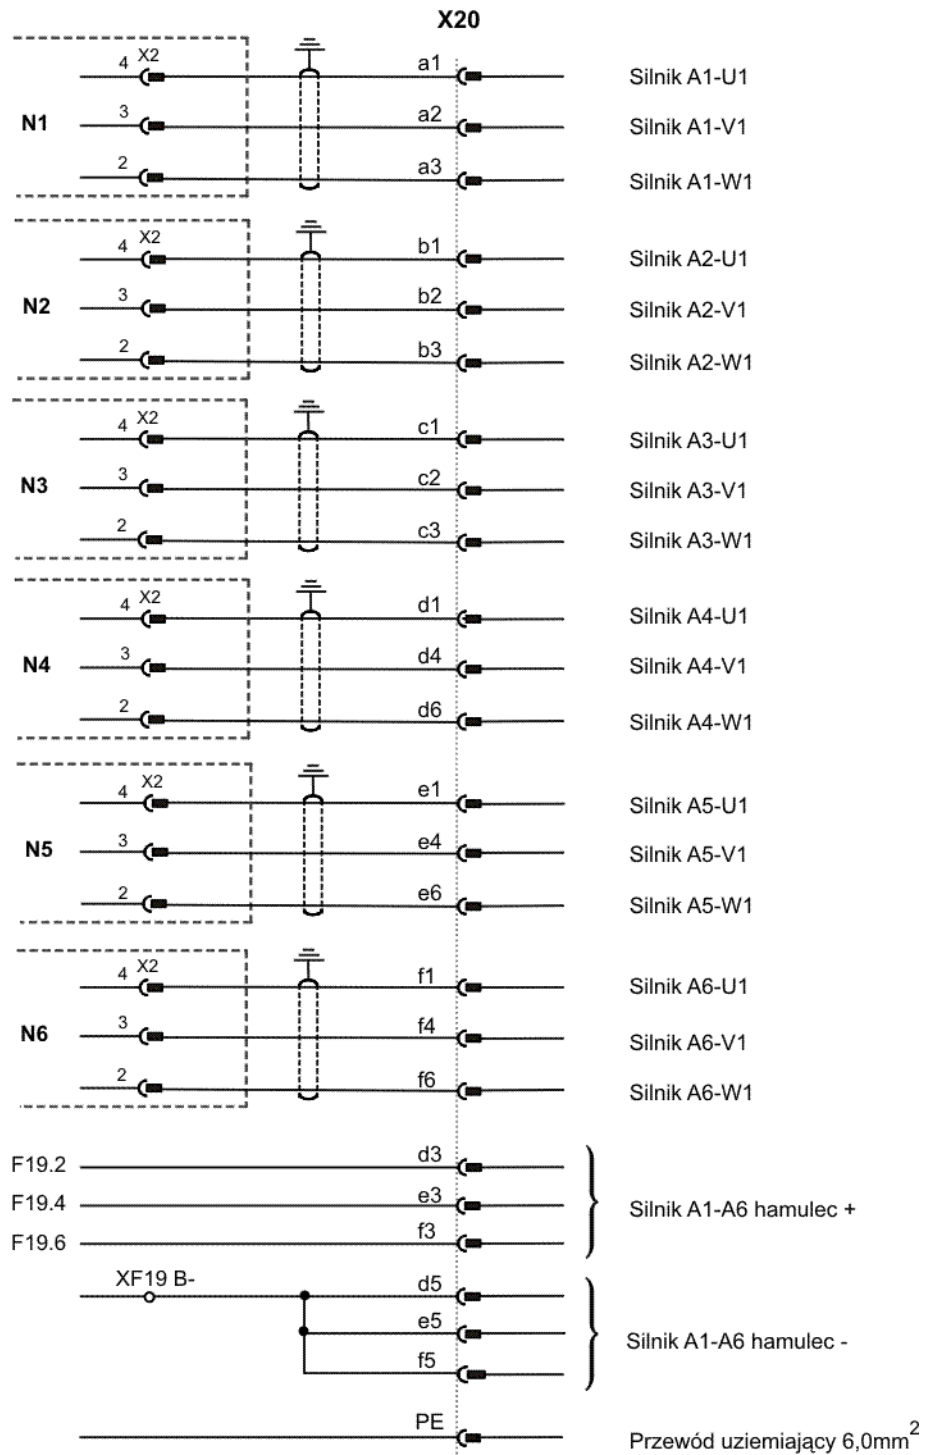 X20
4 X2 a1 Silnik A1-U1
N1 3 a2 Silnik A1-V1
2 a3 Silnik A1-W1
4 X2 b1 Silnik A2-U1
N2 3 b2 Silnik A2-V1
2 b3 Silnik A2-W1
4 X2 c1 Silnik A3-U1
N3 3 c2 Silnik A3-V1
2 c3 Silnik A3-W1
4 X2 d1 Silnik A4-U1
N4 3 d4 Silnik A4-V1
2 d6 Silnik A4-W1
4 X2 e1 Silnik A5-U1
N5 3 e4 Silnik A5-V1
2 e6 Silnik A5-W1
4 X2 f1 Silnik A6-U1
N6 3 f4 Silnik A6-V1
2 f6 Silnik A6-W1
F19.2 d3
F19.4 e3 Silnik A1-A6 hamulec +
F19.6 f3
XF19 B- d5
e5 Silnik A1-A6 hamulec -
f5
PE Przewód uziemiający 6,0mm²